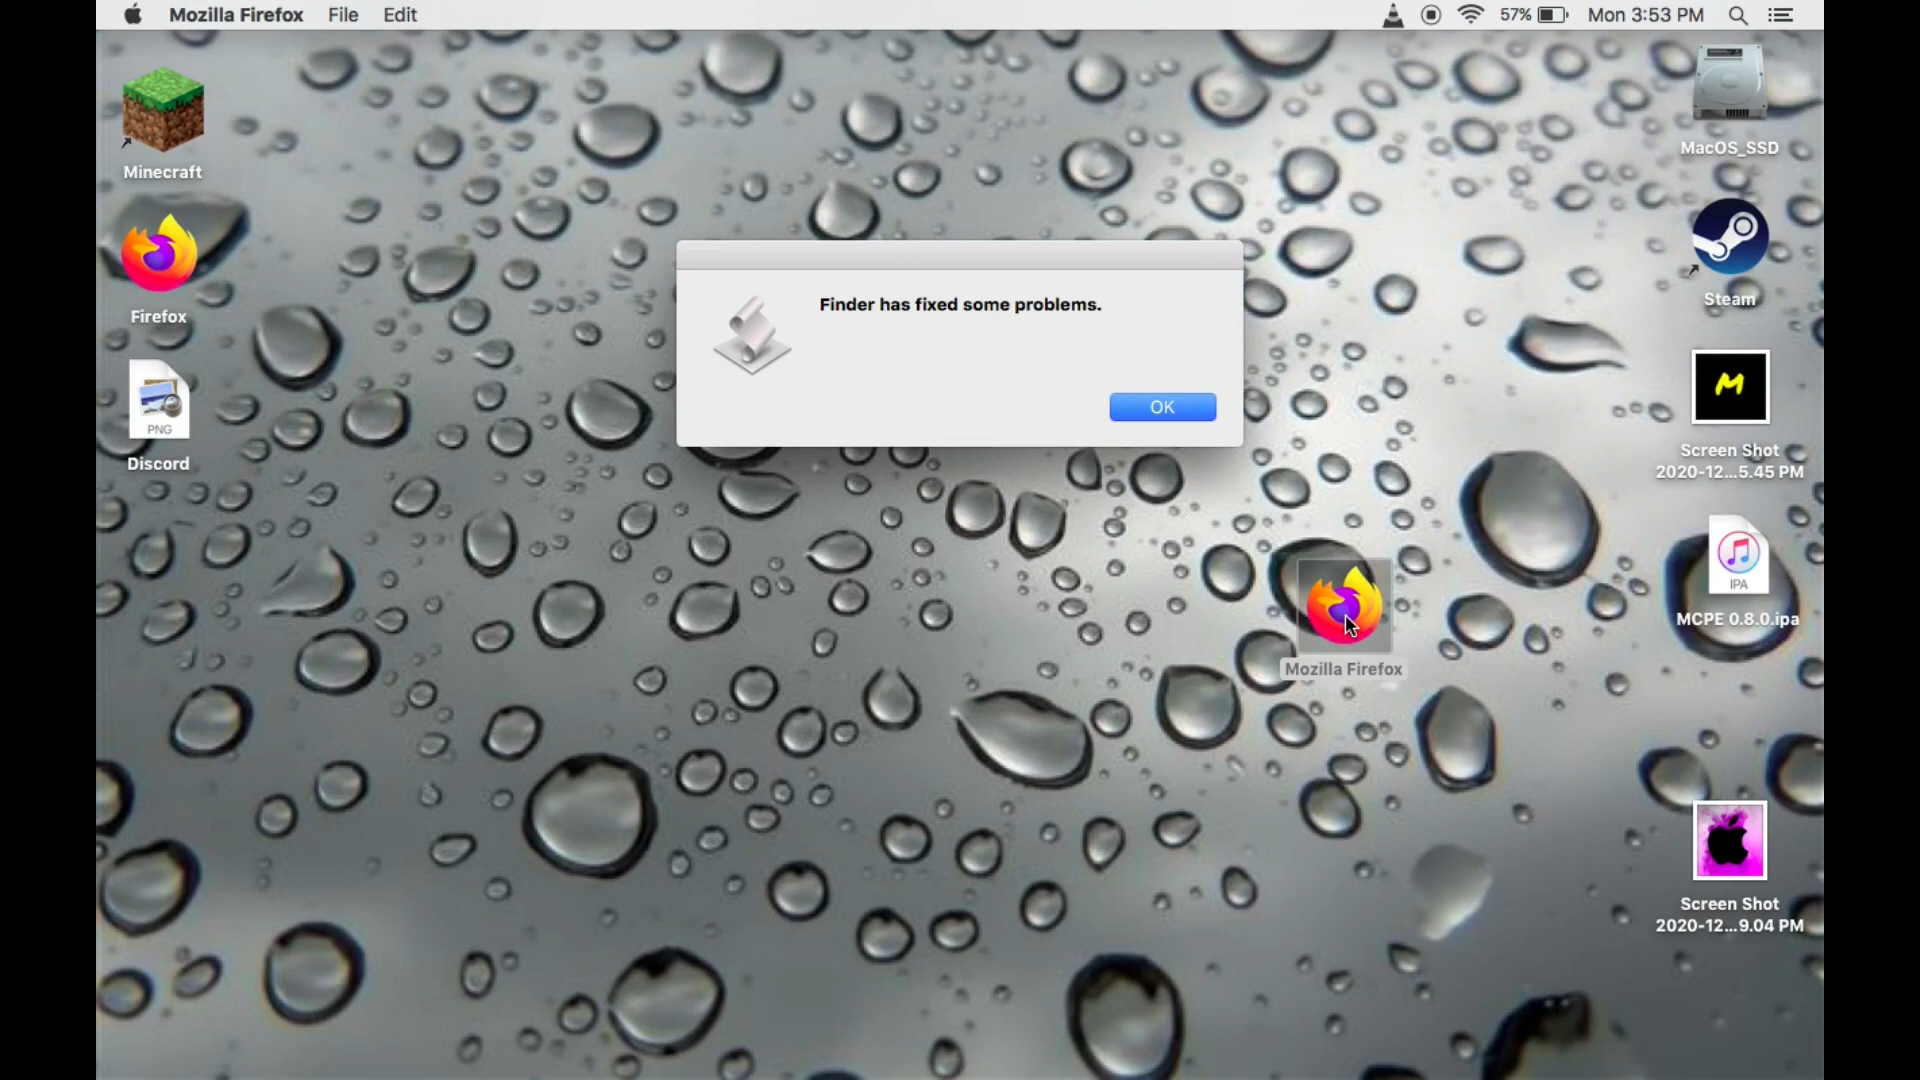 Mozilla Firefox File Edit
57% Mon 3:53 PM
Minecraft
Firefox
PNG
Discord
Finder has fixed some problems.
OK
Mozilla Firefox
MacOS_SSD
Steam
M
Screen Shot
2020-12...5.45 PM
IPA
MCPE 0.8.0.ipa
Screen Shot
2020-12...9.04 PM